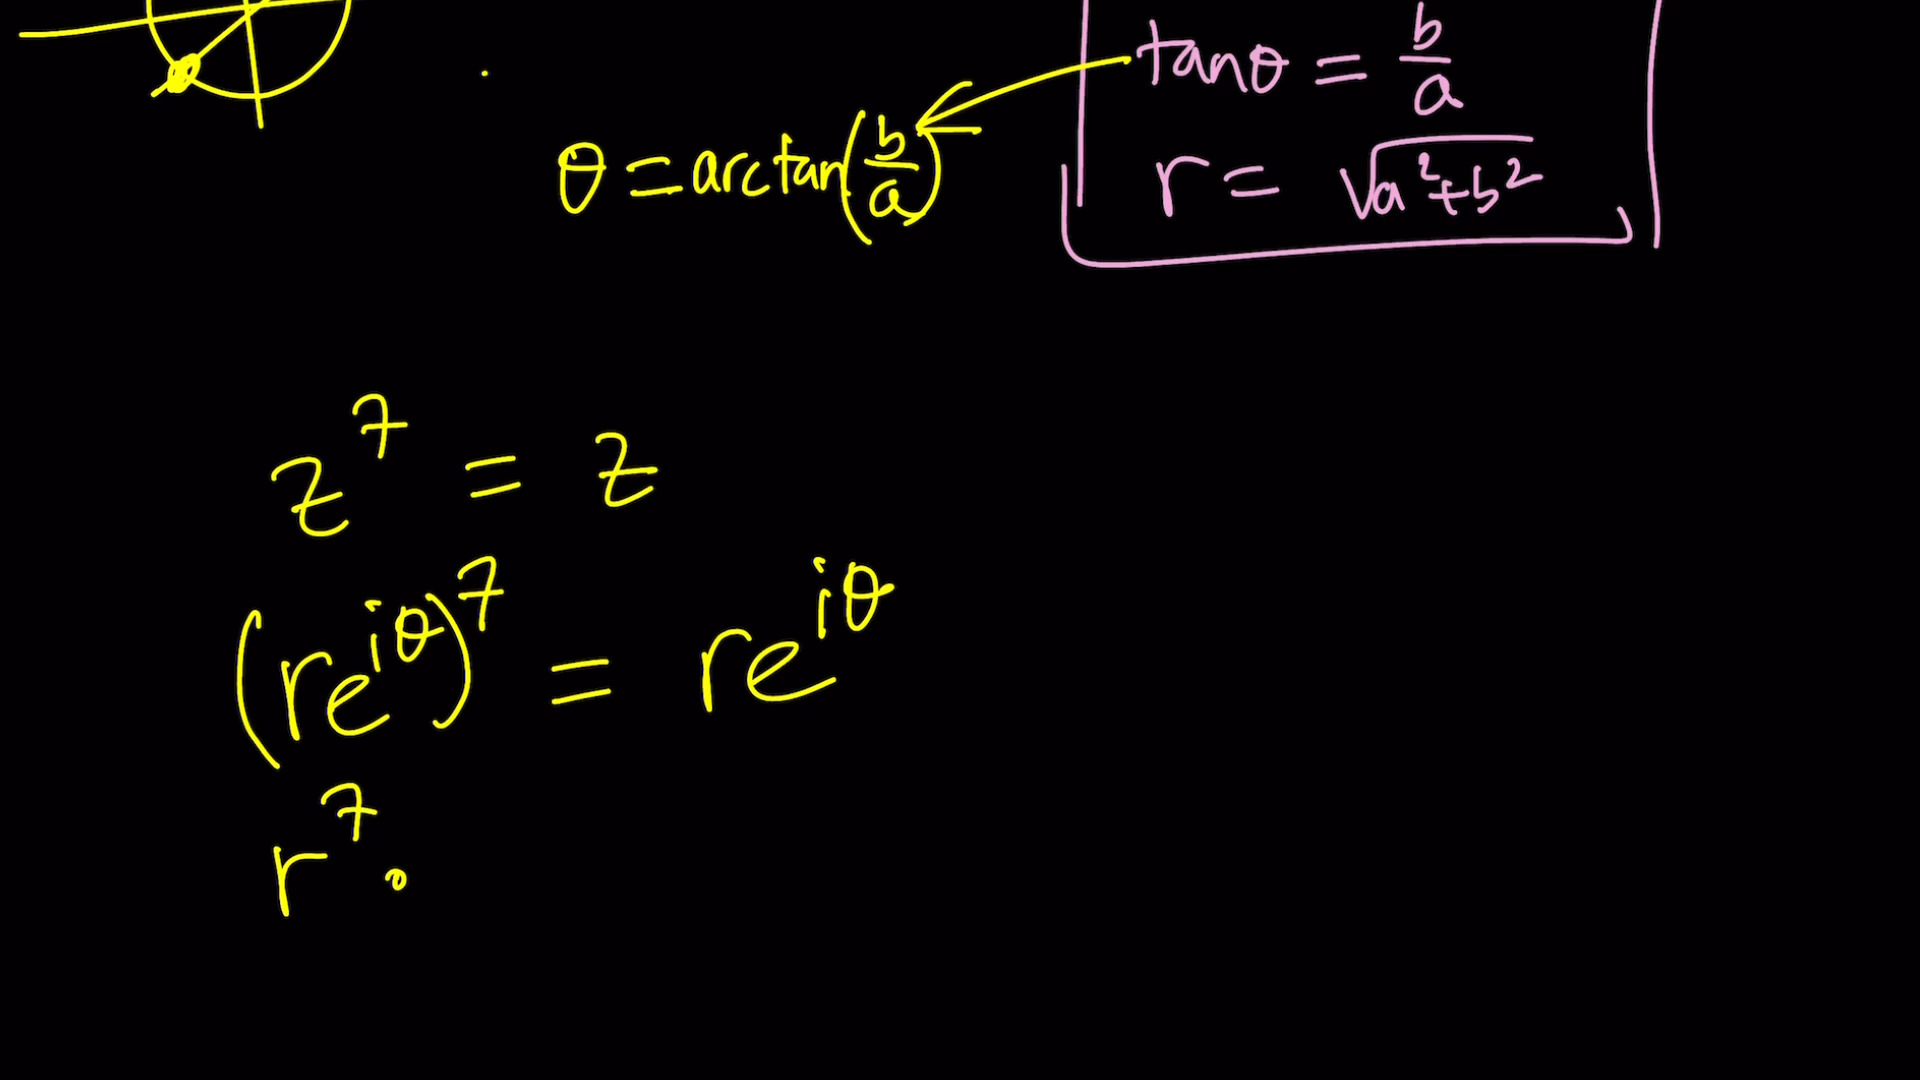 tanθ = b/a
θ = arctan(b/a)
r = √a²+b²
z⁷ = z
(re^iθ)⁷ = re^iθ
r⁷ ·